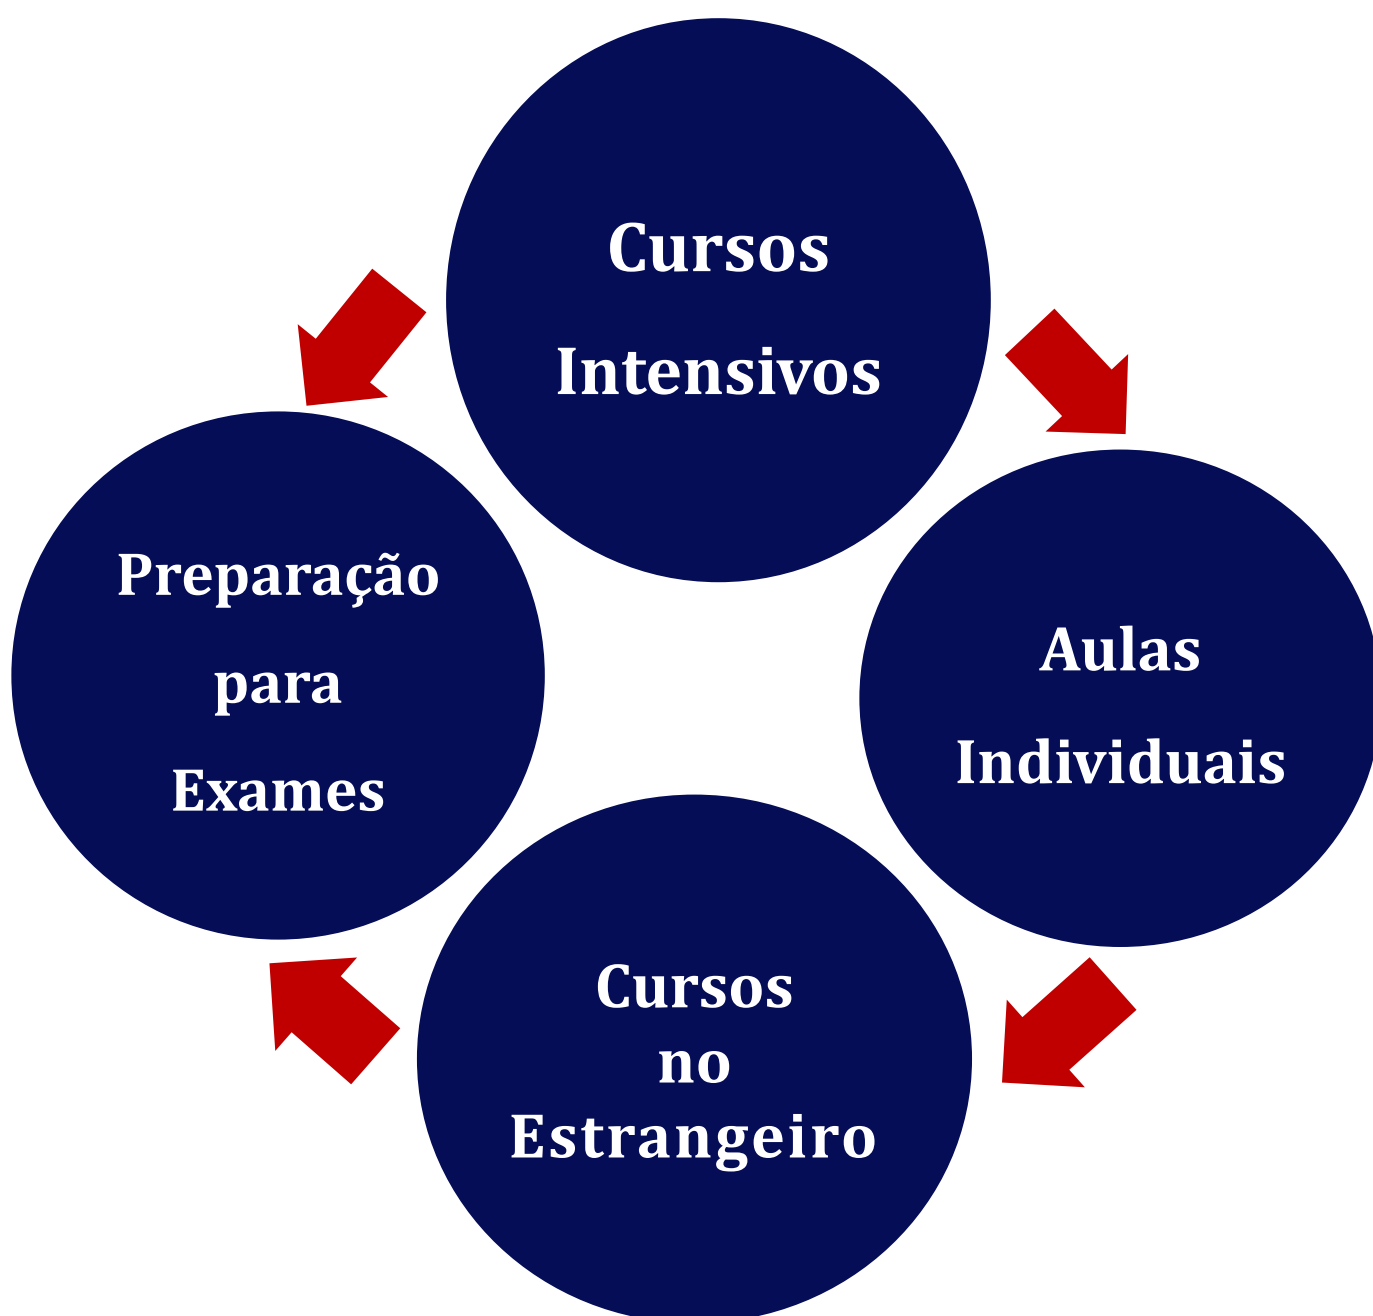 Cursos
Intensivos
Preparação
para
Exames
Aulas
Individuais
Cursos
no
Estrangeiro